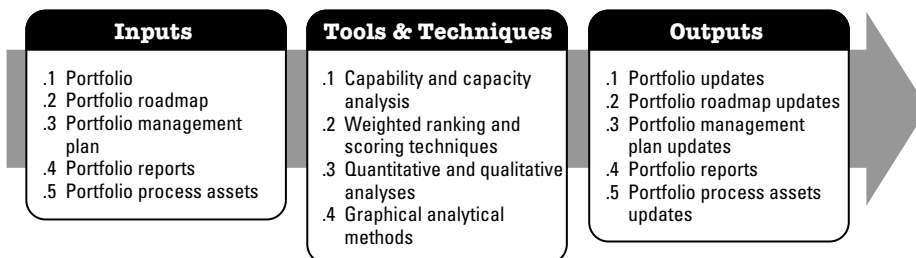 Inputs
.1 Portfolio
.2 Portfolio roadmap
.3 Portfolio management
plan
.4 Portfolio reports
.5 Portfolio process assets
Tools & Techniques
.1 Capability and capacity
analysis
.2 Weighted ranking and
scoring techniques
.3 Quantitative and qualitative
analyses
.4 Graphical analytical
methods
Outputs
.1 Portfolio updates
.2 Portfolio roadmap updates
.3 Portfolio management
plan updates
.4 Portfolio reports
.5 Portfolio process assets
updates